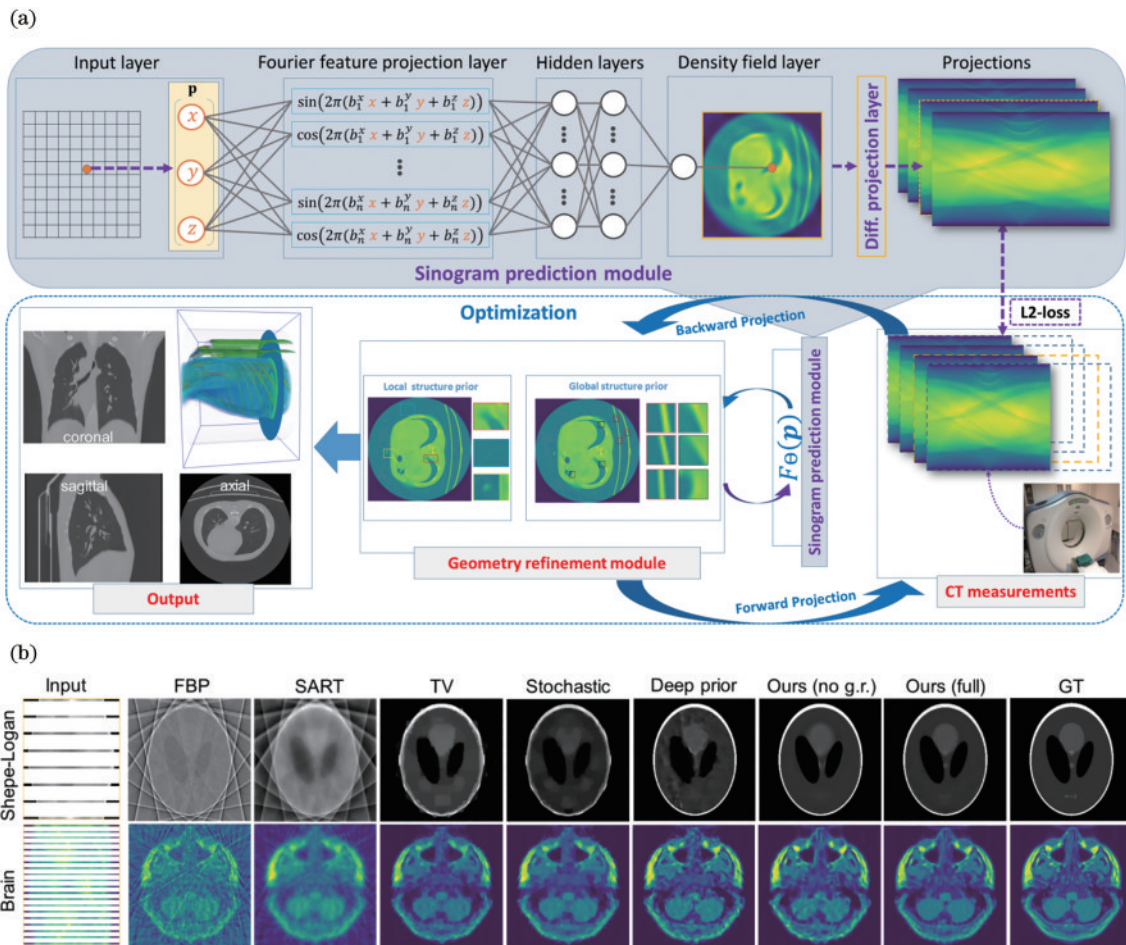 (a)
Input layer
Fourier feature projection layer
Hidden layers
Density field layer
Projections
p
x
y
z
sin(2π(b₁ˣ x + b₁ʸ y + b₁ᶻ z))
cos(2π(b₁ˣ x + b₁ʸ y + b₁ᶻ z))
sin(2π(bₙˣ x + bₙʸ y + bₙᶻ z))
cos(2π(bₙˣ x + bₙʸ y + bₙᶻ z))
Diff. projection layer
Sinogram prediction module
Optimization
Backward Projection
L2-loss
Local structure prior
Global structure prior
FΘ(p)
Sinogram prediction module
coronal
sagittal
axial
Output
Geometry refinement module
Forward Projection
CT measurements
(b)
Input FBP SART TV Stochastic Deep prior Ours (no g.r.) Ours (full) GT
Shepe-Logan
Brain